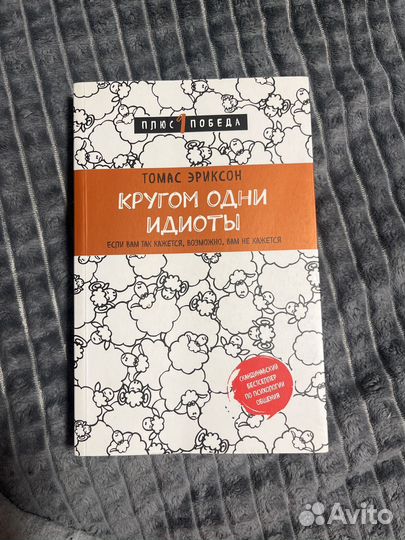 ПЛЮС 1 ПОБЕДА
ТОМАС ЭРИКСОН
КРУГОМ ОДНИ
ИДИОТЫ
ЕСЛИ ВАМ ТАК КАЖЕТСЯ, ВОЗМОЖНО, ВАМ НЕ КАЖЕТСЯ
СКАНДИНАВСКИЙ
БЕСТСЕЛЛЕР
ПО ПСИХОЛОГИИ
ОБЩЕНИЯ
Avito